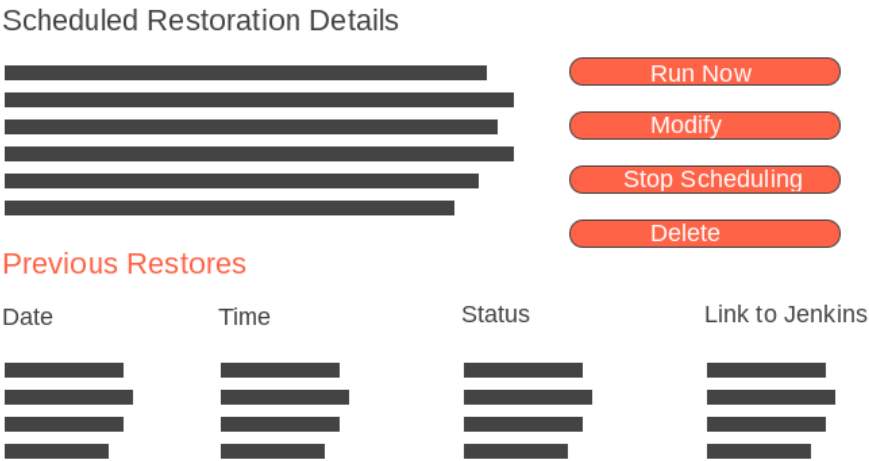 Scheduled Restoration Details
Run Now
Modify
Stop Scheduling
Delete
Previous Restores
Date Time Status Link to Jenkins